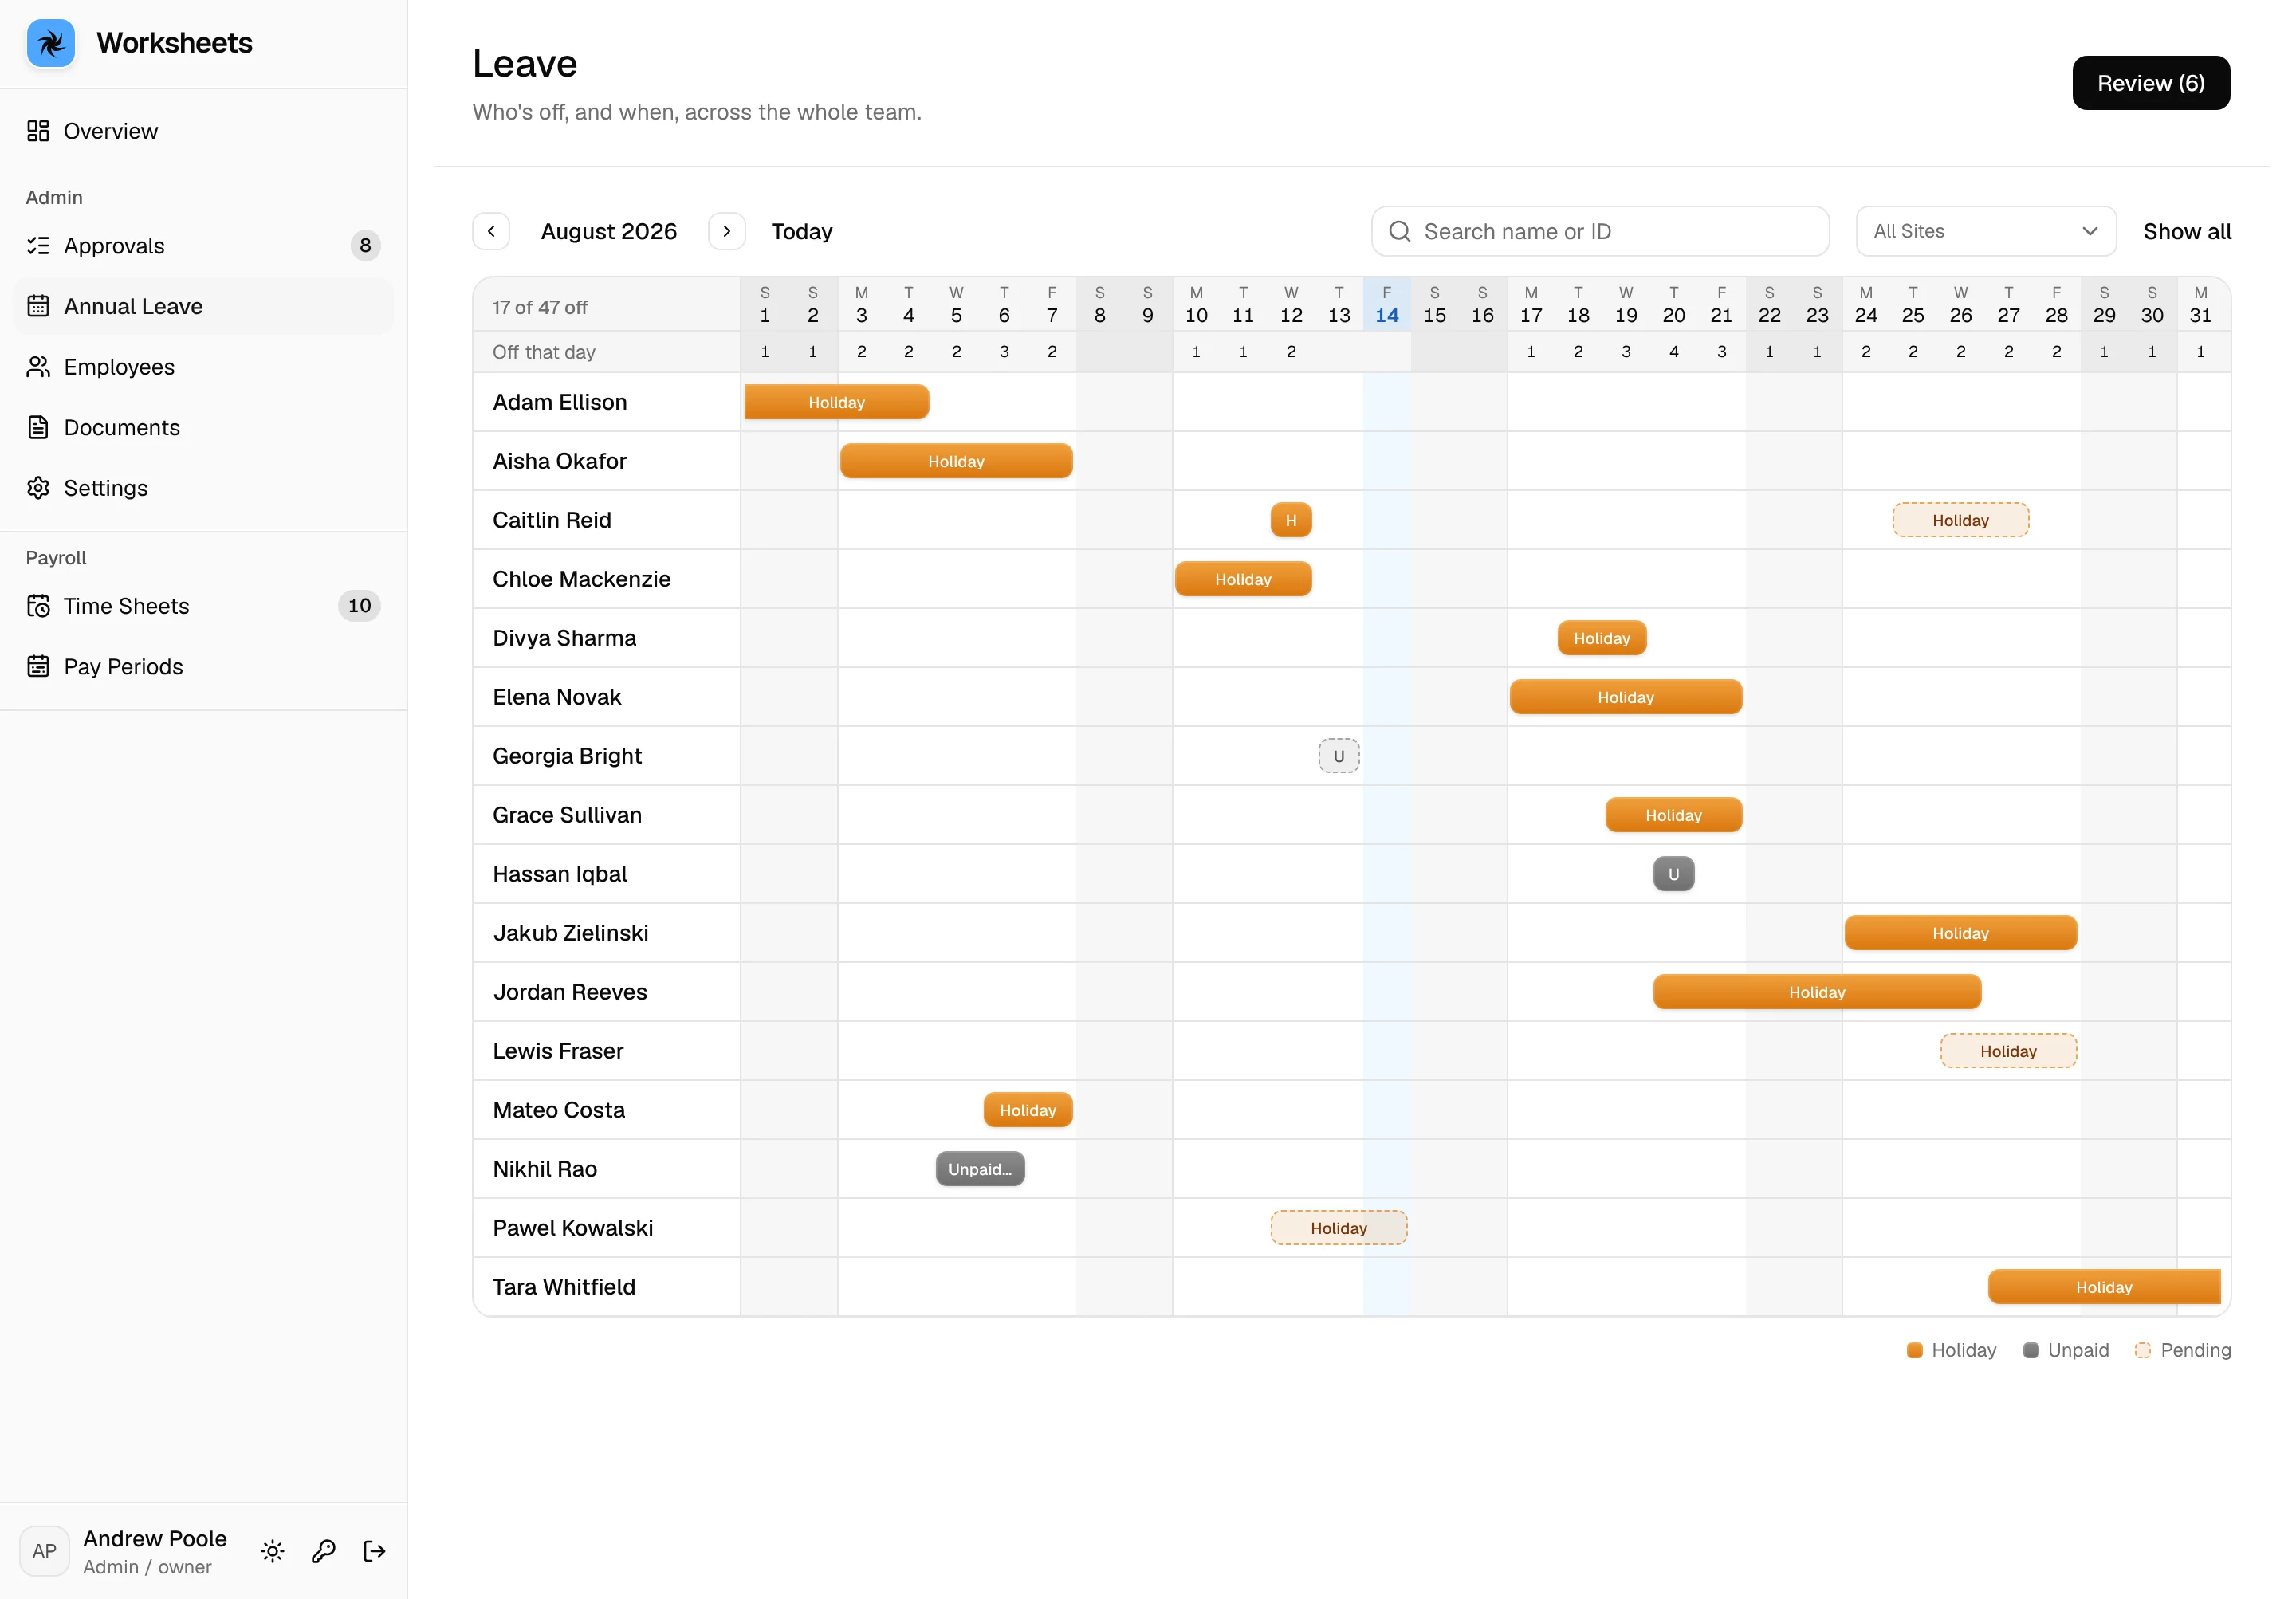 Worksheets
Overview
Admin
Approvals 8
Annual Leave
Employees
Documents
Settings
Payroll
Time Sheets 10
Pay Periods
AP
Andrew Poole
Admin / owner
Leave
Who's off, and when, across the whole team.
Review (6)
August 2026 Today
Search name or ID
All Sites
Show all
17 of 47 off
S S M T W T F S S M T W T F S S M T W T F S S M T W T F S S M
1 2 3 4 5 6 7 8 9 10 11 12 13 14 15 16 17 18 19 20 21 22 23 24 25 26 27 28 29 30 31
Off that day 1 1 2 2 2 3 2 1 1 2 1 2 3 4 3 1 1 2 2 2 2 2 1 1 1
Adam Ellison Holiday
Aisha Okafor Holiday
Caitlin Reid H Holiday
Chloe Mackenzie Holiday
Divya Sharma Holiday
Elena Novak Holiday
Georgia Bright U
Grace Sullivan Holiday
Hassan Iqbal U
Jakub Zielinski Holiday
Jordan Reeves Holiday
Lewis Fraser Holiday
Mateo Costa Holiday
Nikhil Rao Unpaid...
Pawel Kowalski Holiday
Tara Whitfield Holiday
Holiday Unpaid Pending